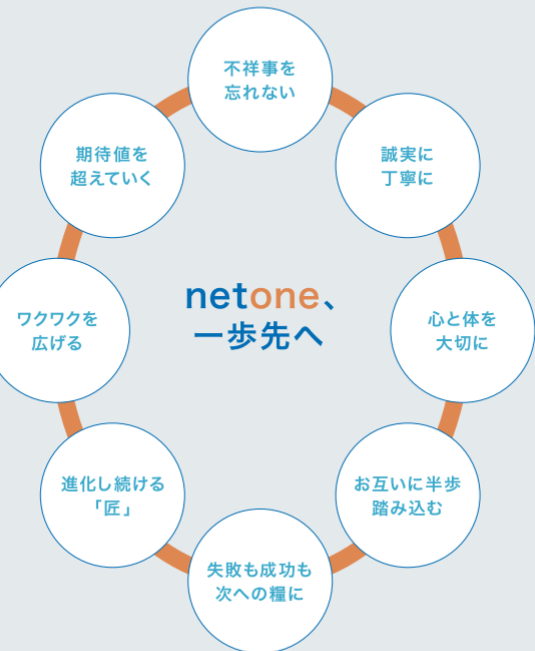 不祥事を
忘れない
誠実に
丁寧に
心と体を
大切に
お互いに半歩
踏み込む
失敗も成功も
次への糧に
進化し続ける
「匠」
ワクワクを
広げる
期待値を
超えていく
netone、
一歩先へ